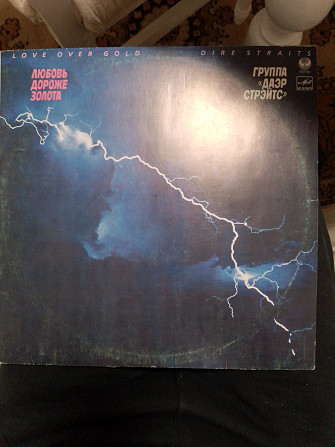 LOVE OVER GOLD DIRE STRAITS
ЛЮБОВЬ
ДОРОЖЕ
ЗОЛОТА
ГРУППА
«ДАЭР
СТРЭЙТС»